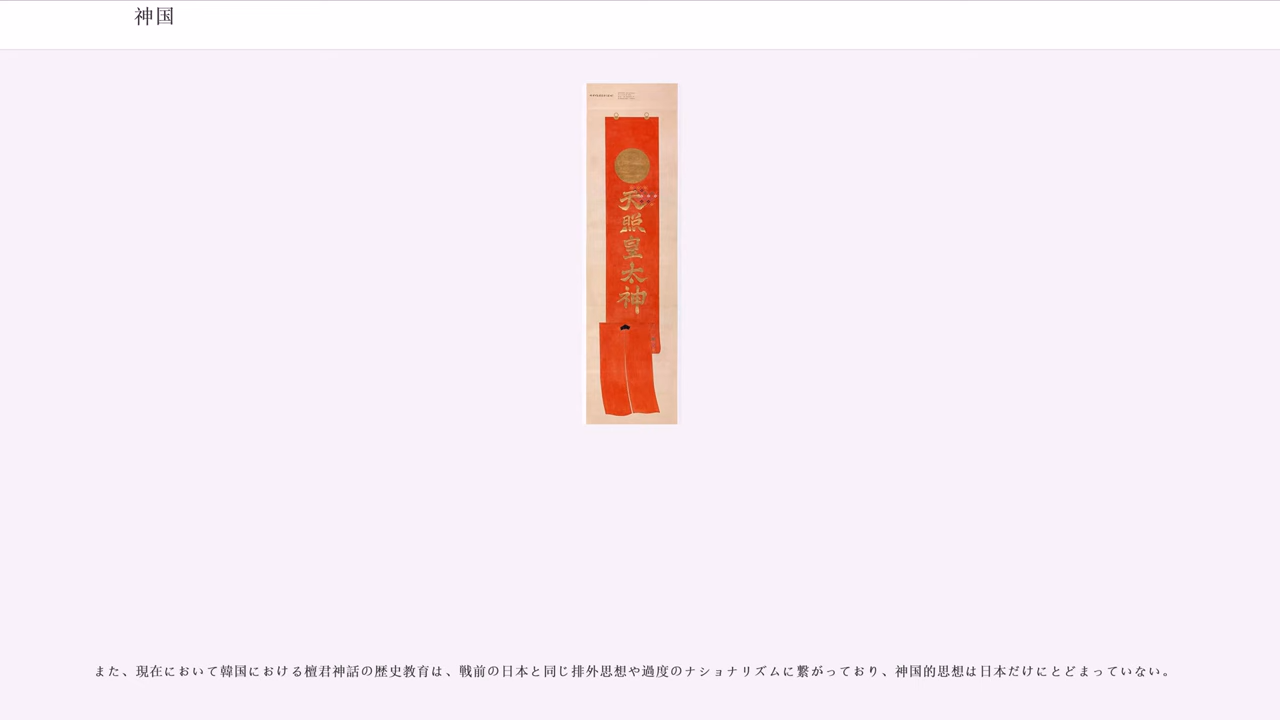 神国
天照皇太神
また、現在において韓国における檀君神話の歴史教育は、戦前の日本と同じ排外思想や過度のナショナリズムに繋がっており、神国的思想は日本だけにとどまっていない。